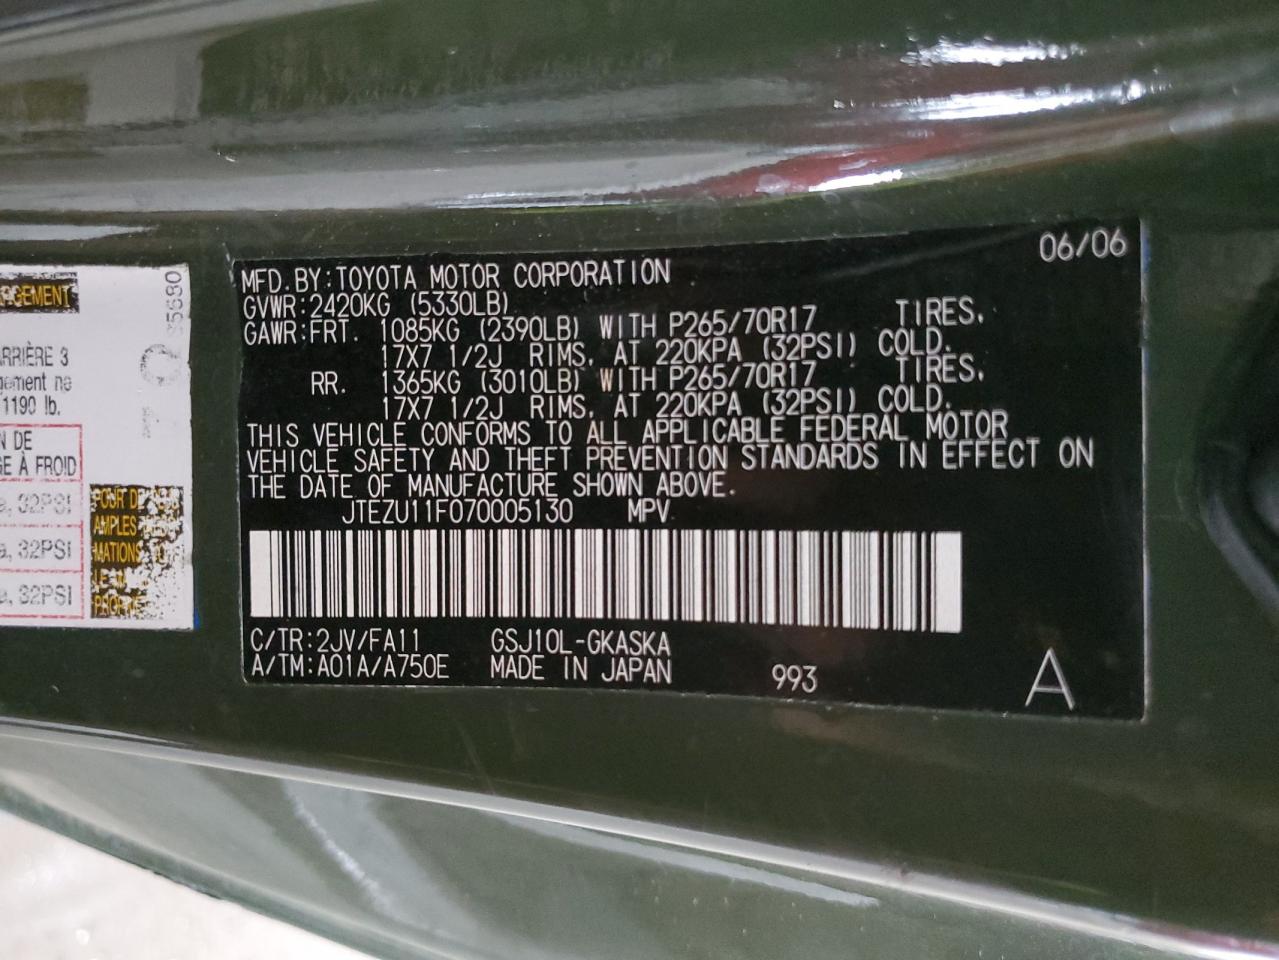 06/06
MFD.BY:TOYOTA MOTOR CORPORATION
GVWR:2420KG (5330LB)
GAWR:FRT. 1085KG (2390LB) WITH P265/70R17 TIRES,
17X7 1/2J RIMS, AT 220KPA (32PSI) COLD.
RR. 1365KG (3010LB) WITH P265/70R17 TIRES,
17X7 1/2J RIMS, AT 220KPA (32PSI) COLD.
THIS VEHICLE CONFORMS TO ALL APPLICABLE FEDERAL MOTOR
VEHICLE SAFETY AND THEFT PREVENTION STANDARDS IN EFFECT ON
THE DATE OF MANUFACTURE SHOWN ABOVE.
JTEZU11F070005130 MPV
C/TR:2JV/FA11 GSJ10L-GKASKA
A/TM:A01A/A750E MADE IN JAPAN 993 A
ARRIÈRE 3
1190 lb.
DE
À FROID
32PSI
32PSI
32PSI
POUR
AMPLES